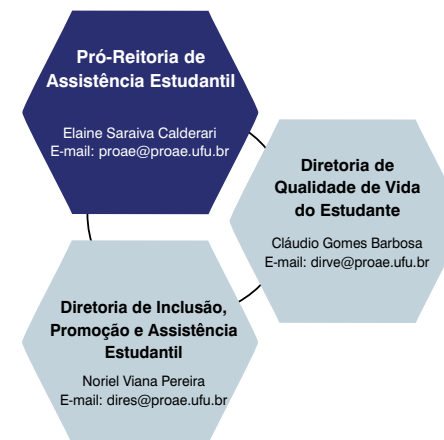 Pró-Reitoria de
Assistência Estudantil
Elaine Saraiva Calderari
E-mail: proae@proae.ufu.br
Diretoria de
Qualidade de Vida
do Estudante
Cláudio Gomes Barbosa
E-mail: dirve@proae.ufu.br
Diretoria de Inclusão,
Promoção e Assistência
Estudantil
Noriel Viana Pereira
E-mail: dires@proae.ufu.br